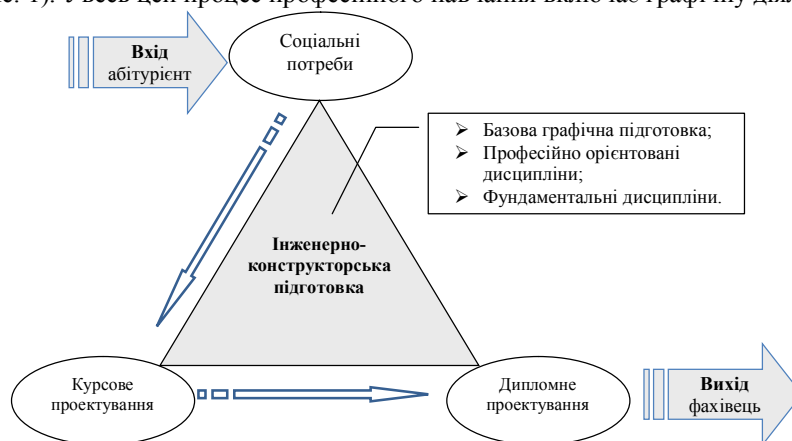 Вхід
абітурієнт
Соціальні
потреби
➢ Базова графічна підготовка;
➢ Професійно орієнтовані
дисципліни;
➢ Фундаментальні дисципліни.
Інженерно-
конструкторська
підготовка
Курсове
проектування
Дипломне
проектування
Вихід
фахівець